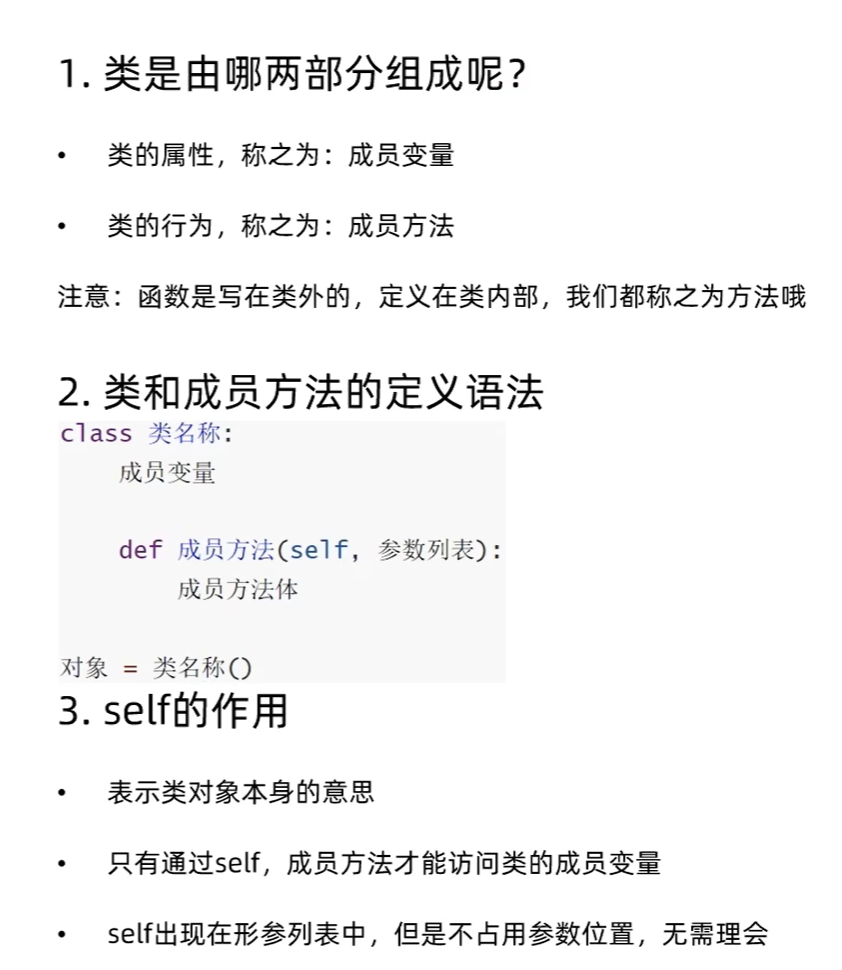 1. 类是由哪两部分组成呢？
• 类的属性，称之为：成员变量
• 类的行为，称之为：成员方法
注意：函数是写在类外的，定义在类内部，我们都称之为方法哦
2. 类和成员方法的定义语法
class 类名称:
    成员变量
    def 成员方法(self, 参数列表):
        成员方法体
对象 = 类名称()
3. self的作用
• 表示类对象本身的意思
• 只有通过self，成员方法才能访问类的成员变量
• self出现在形参列表中，但是不占用参数位置，无需理会